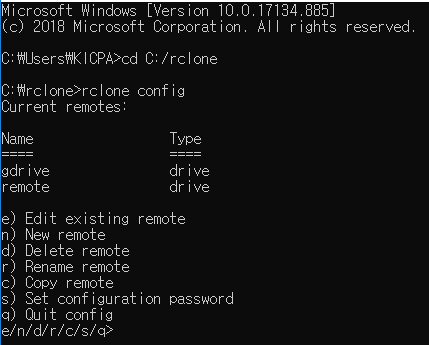 Microsoft Windows [Version 10.0.17134.885]
(c) 2018 Microsoft Corporation. All rights reserved.
C:₩Users₩KICPA>cd C:/rclone
C:₩rclone>rclone config
Current remotes:
Name                 Type
====                 ====
gdrive               drive
remote               drive
e) Edit existing remote
n) New remote
d) Delete remote
r) Rename remote
c) Copy remote
s) Set configuration password
q) Quit config
e/n/d/r/c/s/q>